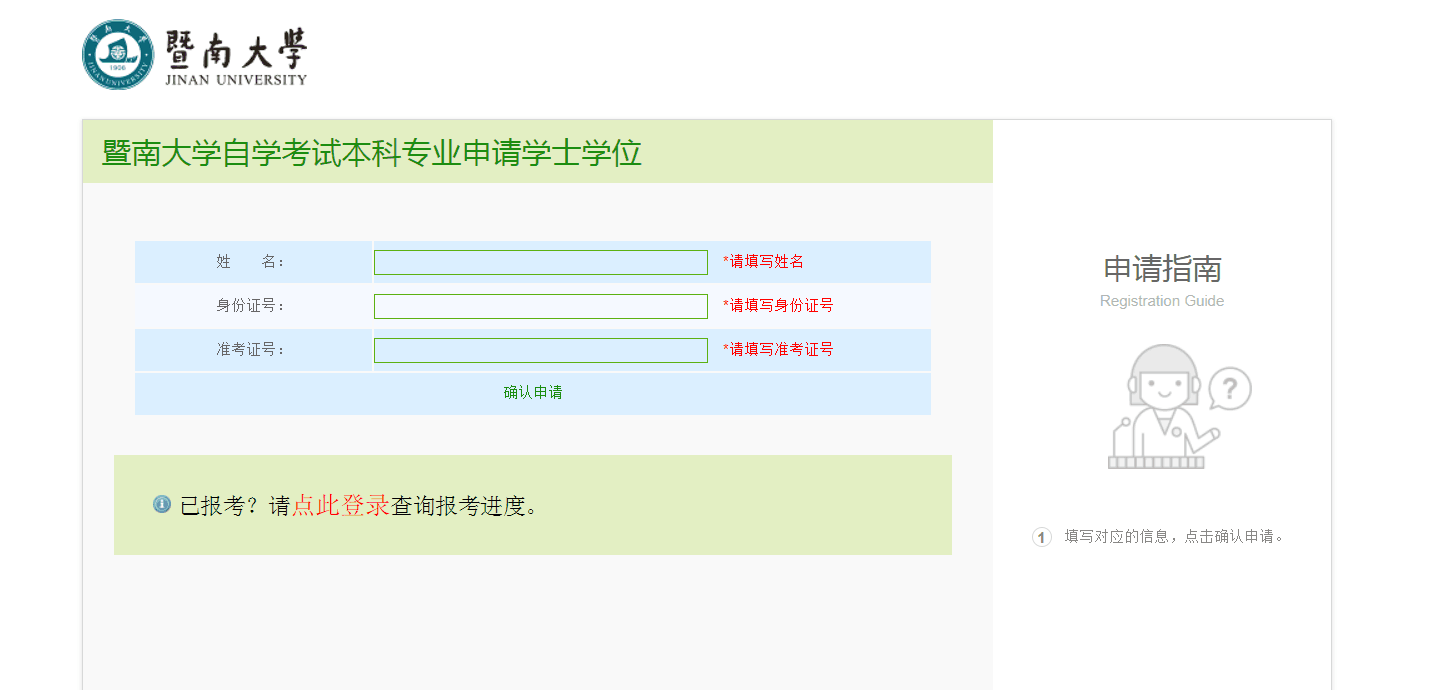 暨南大學
JINAN UNIVERSITY
暨南大学自学考试本科专业申请学士学位
姓 名：
*请填写姓名
身份证号：
*请填写身份证号
准考证号：
*请填写准考证号
确认申请
已报考？请点此登录查询报考进度。
申请指南
Registration Guide
?
1 填写对应的信息，点击确认申请。